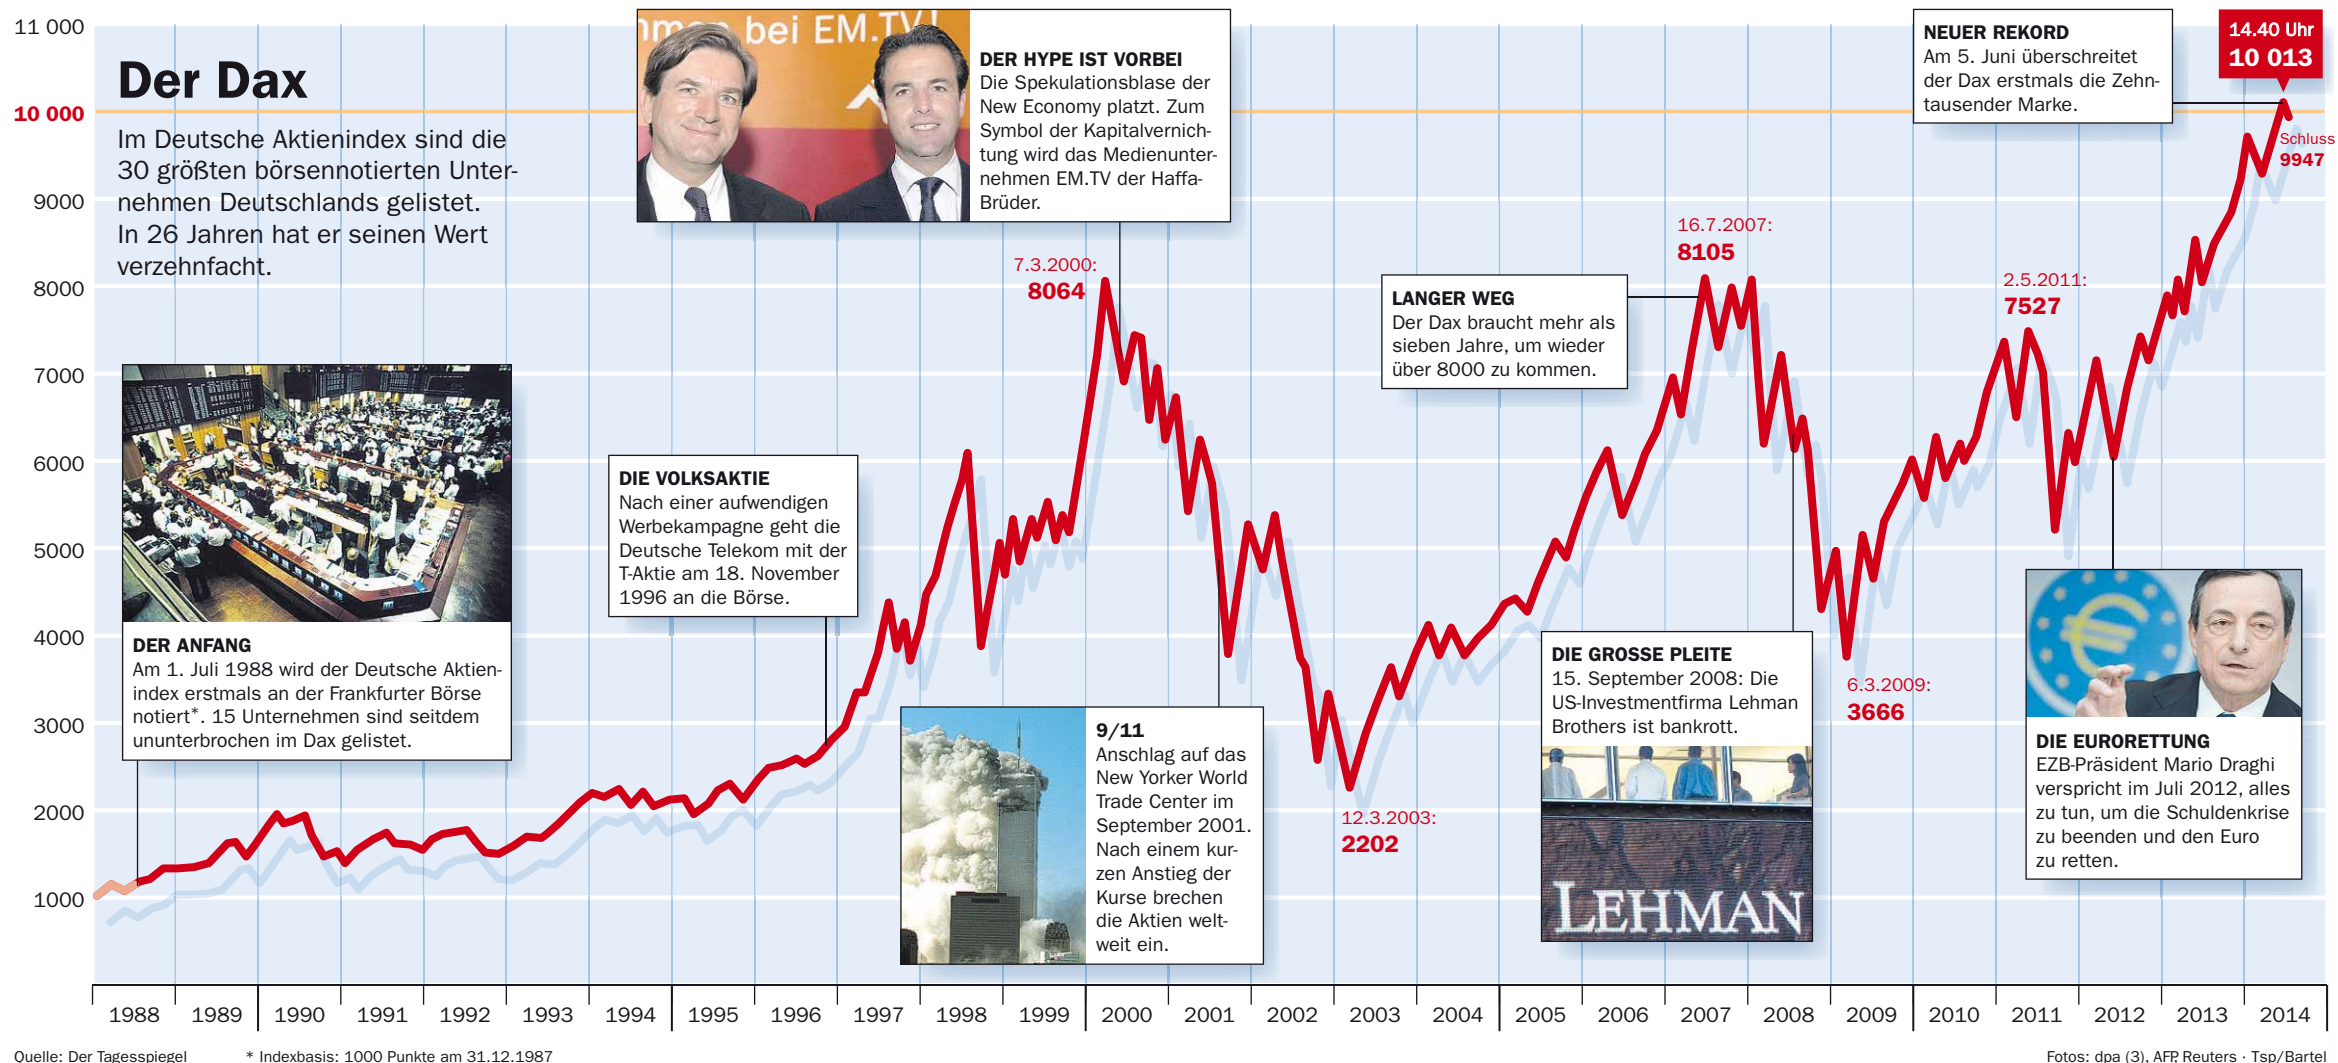 Der Dax
Im Deutsche Aktienindex sind die
30 größten börsennotierten Unter-
nehmen Deutschlands gelistet.
In 26 Jahren hat er seinen Wert
verzehnfacht.
11 000
10 000
9000
8000
7000
6000
5000
4000
3000
2000
1000
DER ANFANG
Am 1. Juli 1988 wird der Deutsche Aktien-
index erstmals an der Frankfurter Börse
notiert*. 15 Unternehmen sind seitdem
ununterbrochen im Dax gelistet.
DIE VOLKSAKTIE
Nach einer aufwendigen
Werbekampagne geht die
Deutsche Telekom mit der
T-Aktie am 18. November
1996 an die Börse.
bei EM.TV!
DER HYPE IST VORBEI
Die Spekulationsblase der
New Economy platzt. Zum
Symbol der Kapitalvernich-
tung wird das Medienunter-
nehmen EM.TV der Haffa-
Brüder.
7.3.2000:
8064
9/11
Anschlag auf das
New Yorker World
Trade Center im
September 2001.
Nach einem kur-
zen Anstieg der
Kurse brechen
die Aktien welt-
weit ein.
12.3.2003:
2202
LANGER WEG
Der Dax braucht mehr als
sieben Jahre, um wieder
über 8000 zu kommen.
16.7.2007:
8105
DIE GROSSE PLEITE
15. September 2008: Die
US-Investmentfirma Lehman
Brothers ist bankrott.
LEHMAN
6.3.2009:
3666
2.5.2011:
7527
DIE EURORETTUNG
EZB-Präsident Mario Draghi
verspricht im Juli 2012, alles
zu tun, um die Schuldenkrise
zu beenden und den Euro
zu retten.
NEUER REKORD
Am 5. Juni überschreitet
der Dax erstmals die Zehn-
tausender Marke.
14.40 Uhr
10 013
Schluss
9947
1988 1989 1990 1991 1992 1993 1994 1995 1996 1997 1998 1999 2000 2001 2002 2003 2004 2005 2006 2007 2008 2009 2010 2011 2012 2013 2014
Quelle: Der Tagesspiegel
* Indexbasis: 1000 Punkte am 31.12.1987
Fotos: dpa (3), AFP, Reuters · Tsp/Bartel